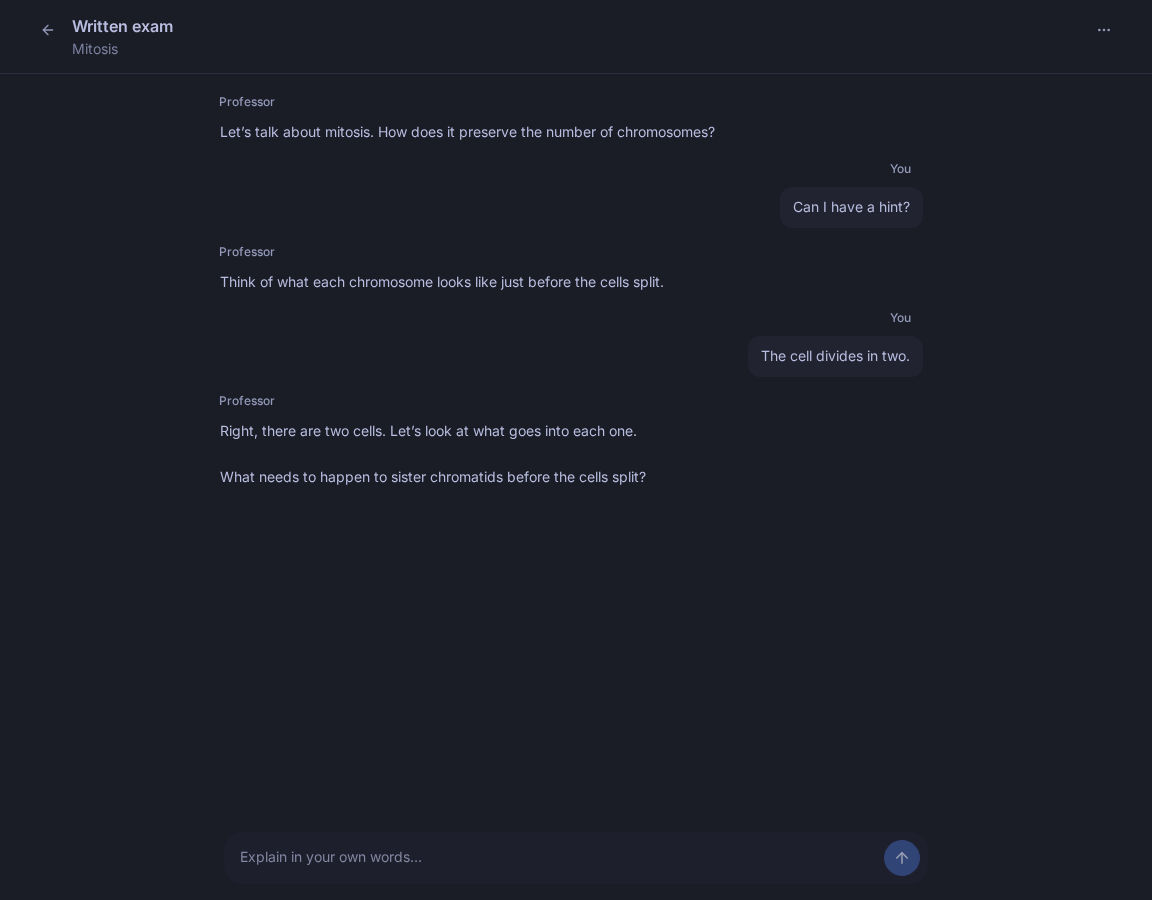 Written exam
Mitosis
Professor
Let’s talk about mitosis. How does it preserve the number of chromosomes?
You
Can I have a hint?
Professor
Think of what each chromosome looks like just before the cells split.
You
The cell divides in two.
Professor
Right, there are two cells. Let’s look at what goes into each one.
What needs to happen to sister chromatids before the cells split?
Explain in your own words...